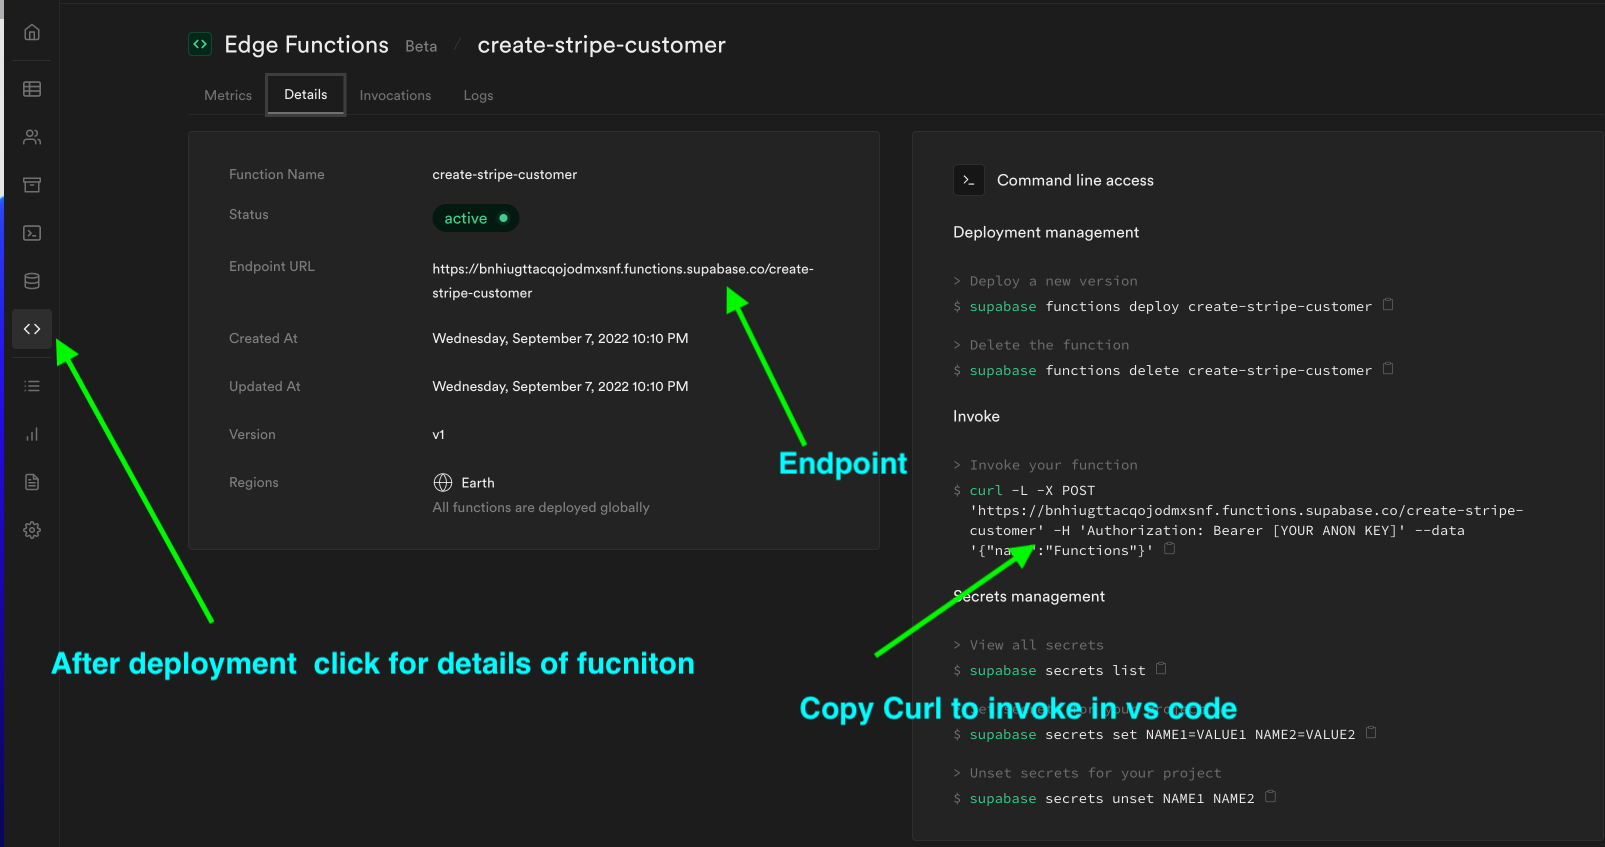 Edge Functions Beta / create-stripe-customer
Metrics Details Invocations Logs
Function Name create-stripe-customer
Status active
Endpoint URL https://bnhiugttacqojodmxsnf.functions.supabase.co/create-
stripe-customer
Created At Wednesday, September 7, 2022 10:10 PM
Updated At Wednesday, September 7, 2022 10:10 PM
Version v1
Regions Earth
All functions are deployed globally
Endpoint
After deployment  click for details of fucniton
>_ Command line access
Deployment management
> Deploy a new version
$ supabase functions deploy create-stripe-customer
> Delete the function
$ supabase functions delete create-stripe-customer
Invoke
> Invoke your function
$ curl -L -X POST
'https://bnhiugttacqojodmxsnf.functions.supabase.co/create-stripe-
customer' -H 'Authorization: Bearer [YOUR ANON KEY]' --data
'{"na ":"Functions"}'
Secrets management
> View all secrets
$ supabase secrets list
Copy Curl to invoke in vs code
$ supabase secrets set NAME1=VALUE1 NAME2=VALUE2
> Unset secrets for your project
$ supabase secrets unset NAME1 NAME2